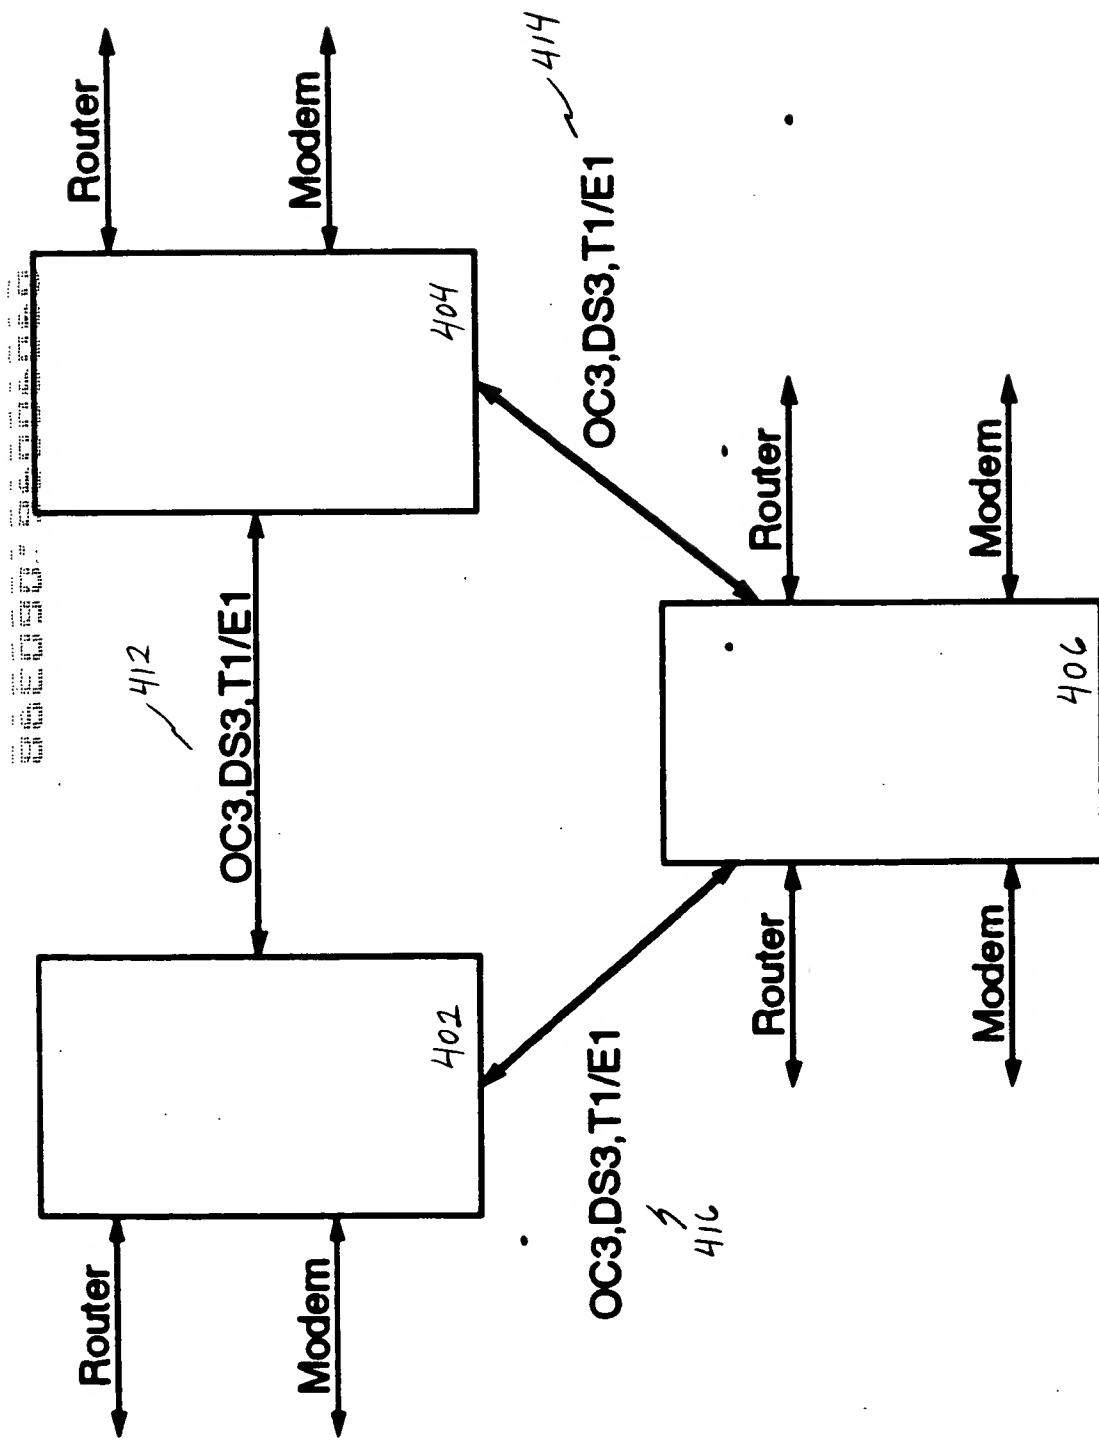 Router
Router
412
OC3,DS3,T1/E1
Modem
Modem
402
404
414
OC3,DS3,T1/E1
OC3,DS3,T1/E1
416
Router
Router
Modem
Modem
406